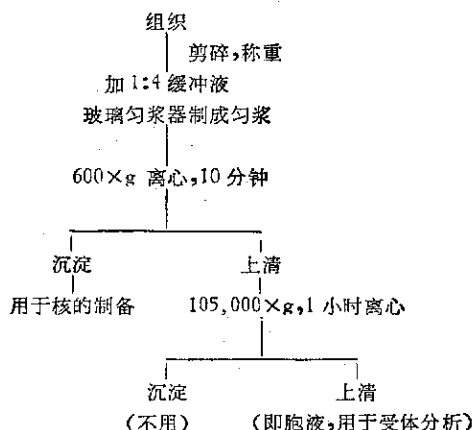 组织
剪碎,称重
加 1:4 缓冲液
玻璃匀浆器制成匀浆
600×g 离心,10 分钟
沉淀 上清
用于核的制备 105,000×g,1 小时离心
沉淀 上清
(不用) (即胞液,用于受体分析)